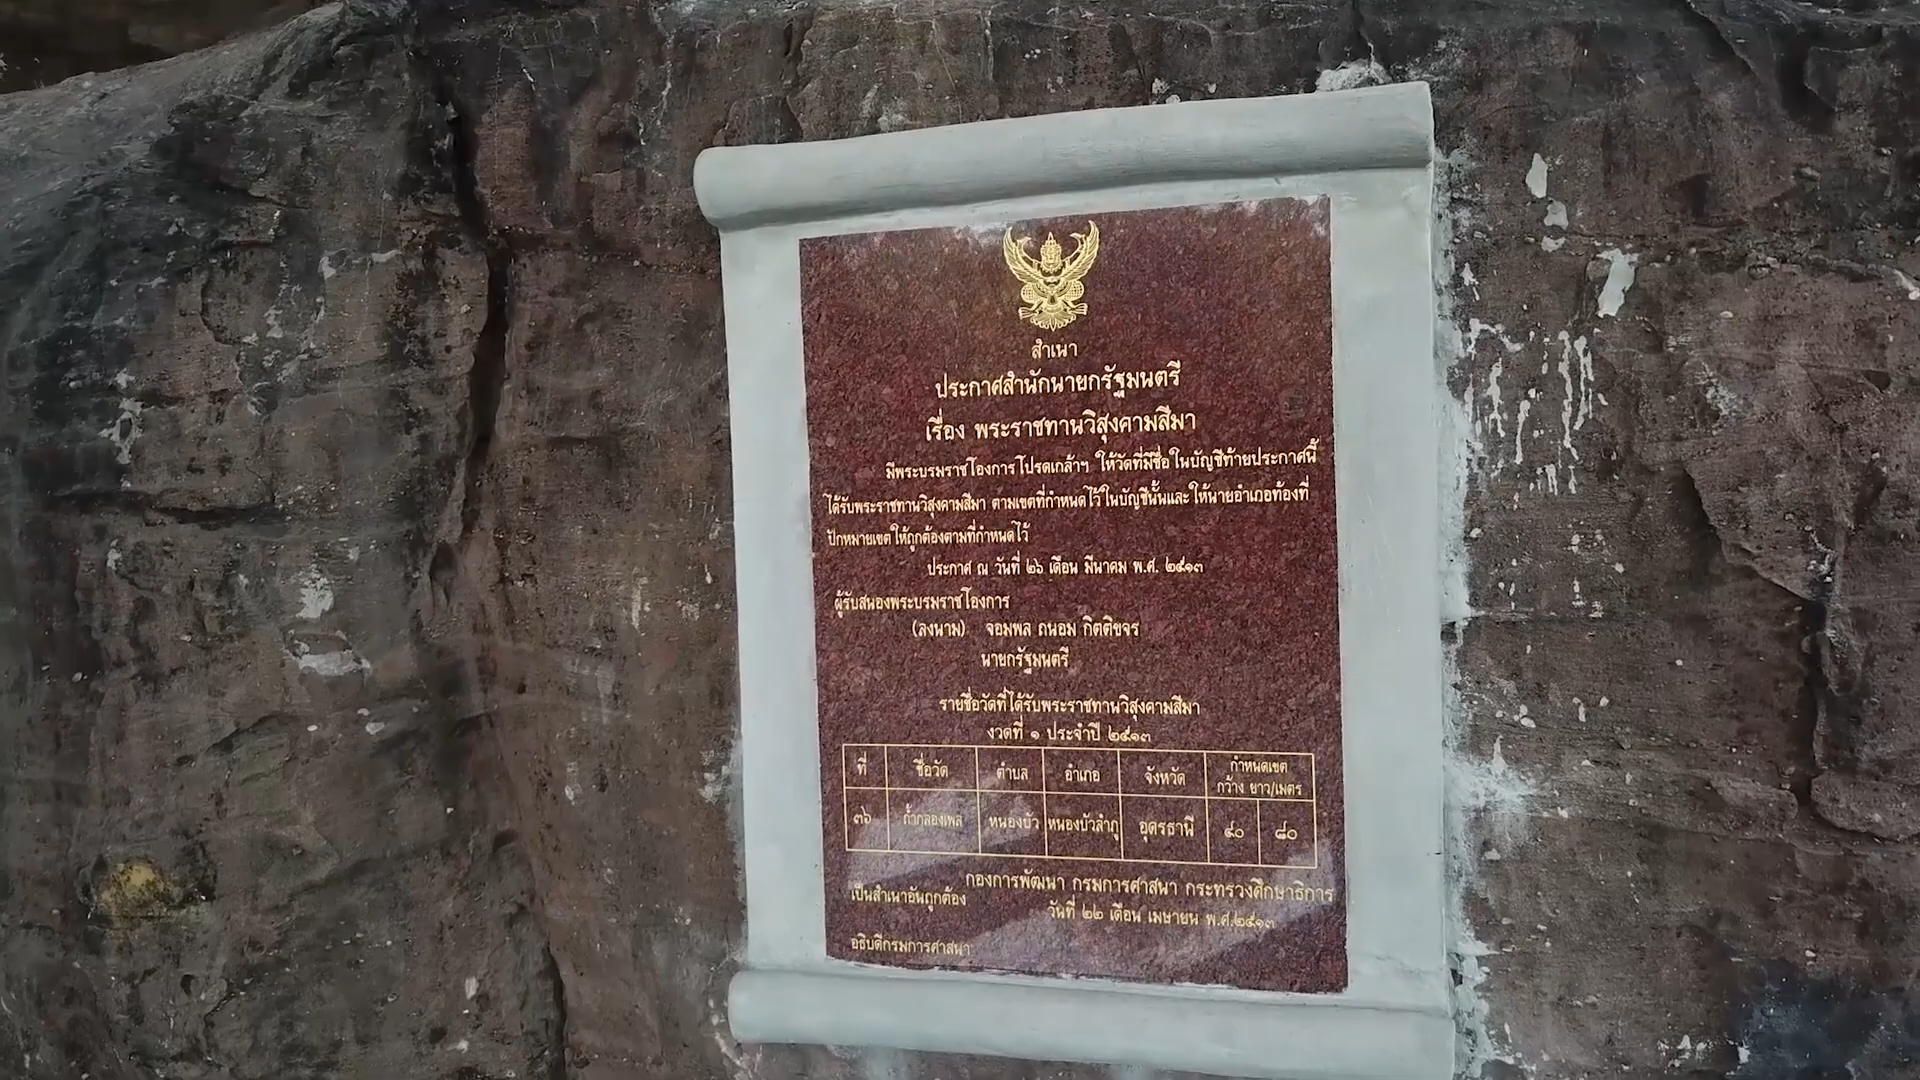 สำเนา
ประกาศสำนักนายกรัฐมนตรี
เรื่อง พระราชทานวิสุงคามสีมา
มีพระบรมราชโองการโปรดเกล้าฯ ให้วัดที่มีชื่อในบัญชีท้ายประกาศนี้
ได้รับพระราชทานวิสุงคามสีมา ตามเขตที่กำหนดไว้ในบัญชีนั้นและให้นายอำเภอท้องที่
ปักหมายเขตให้ถูกต้องตามที่กำหนดไว้
ประกาศ ณ วันที่ ๒๖ เดือน มีนาคม พ.ศ. ๒๕๑๓
ผู้รับสนองพระบรมราชโองการ
(ลงนาม) จอมพล ถนอม กิตติขจร
นายกรัฐมนตรี
รายชื่อวัดที่ได้รับพระราชทานวิสุงคามสีมา
งวดที่ ๑ ประจำปี ๒๕๑๓
ที่ ชื่อวัด ตำบล อำเภอ จังหวัด กำหนดเขต
กว้าง ยาว/เมตร
๓๖ ถ้ำกลองเพล หนองบัว หนองบัวลำภู อุดรธานี ๔๐ ๘๐
กองการพัฒนา กรมการศาสนา กระทรวงศึกษาธิการ
เป็นสำเนาอันถูกต้อง
วันที่ ๒๒ เดือน เมษายน พ.ศ.๒๕๑๓
อธิบดีกรมการศาสนา